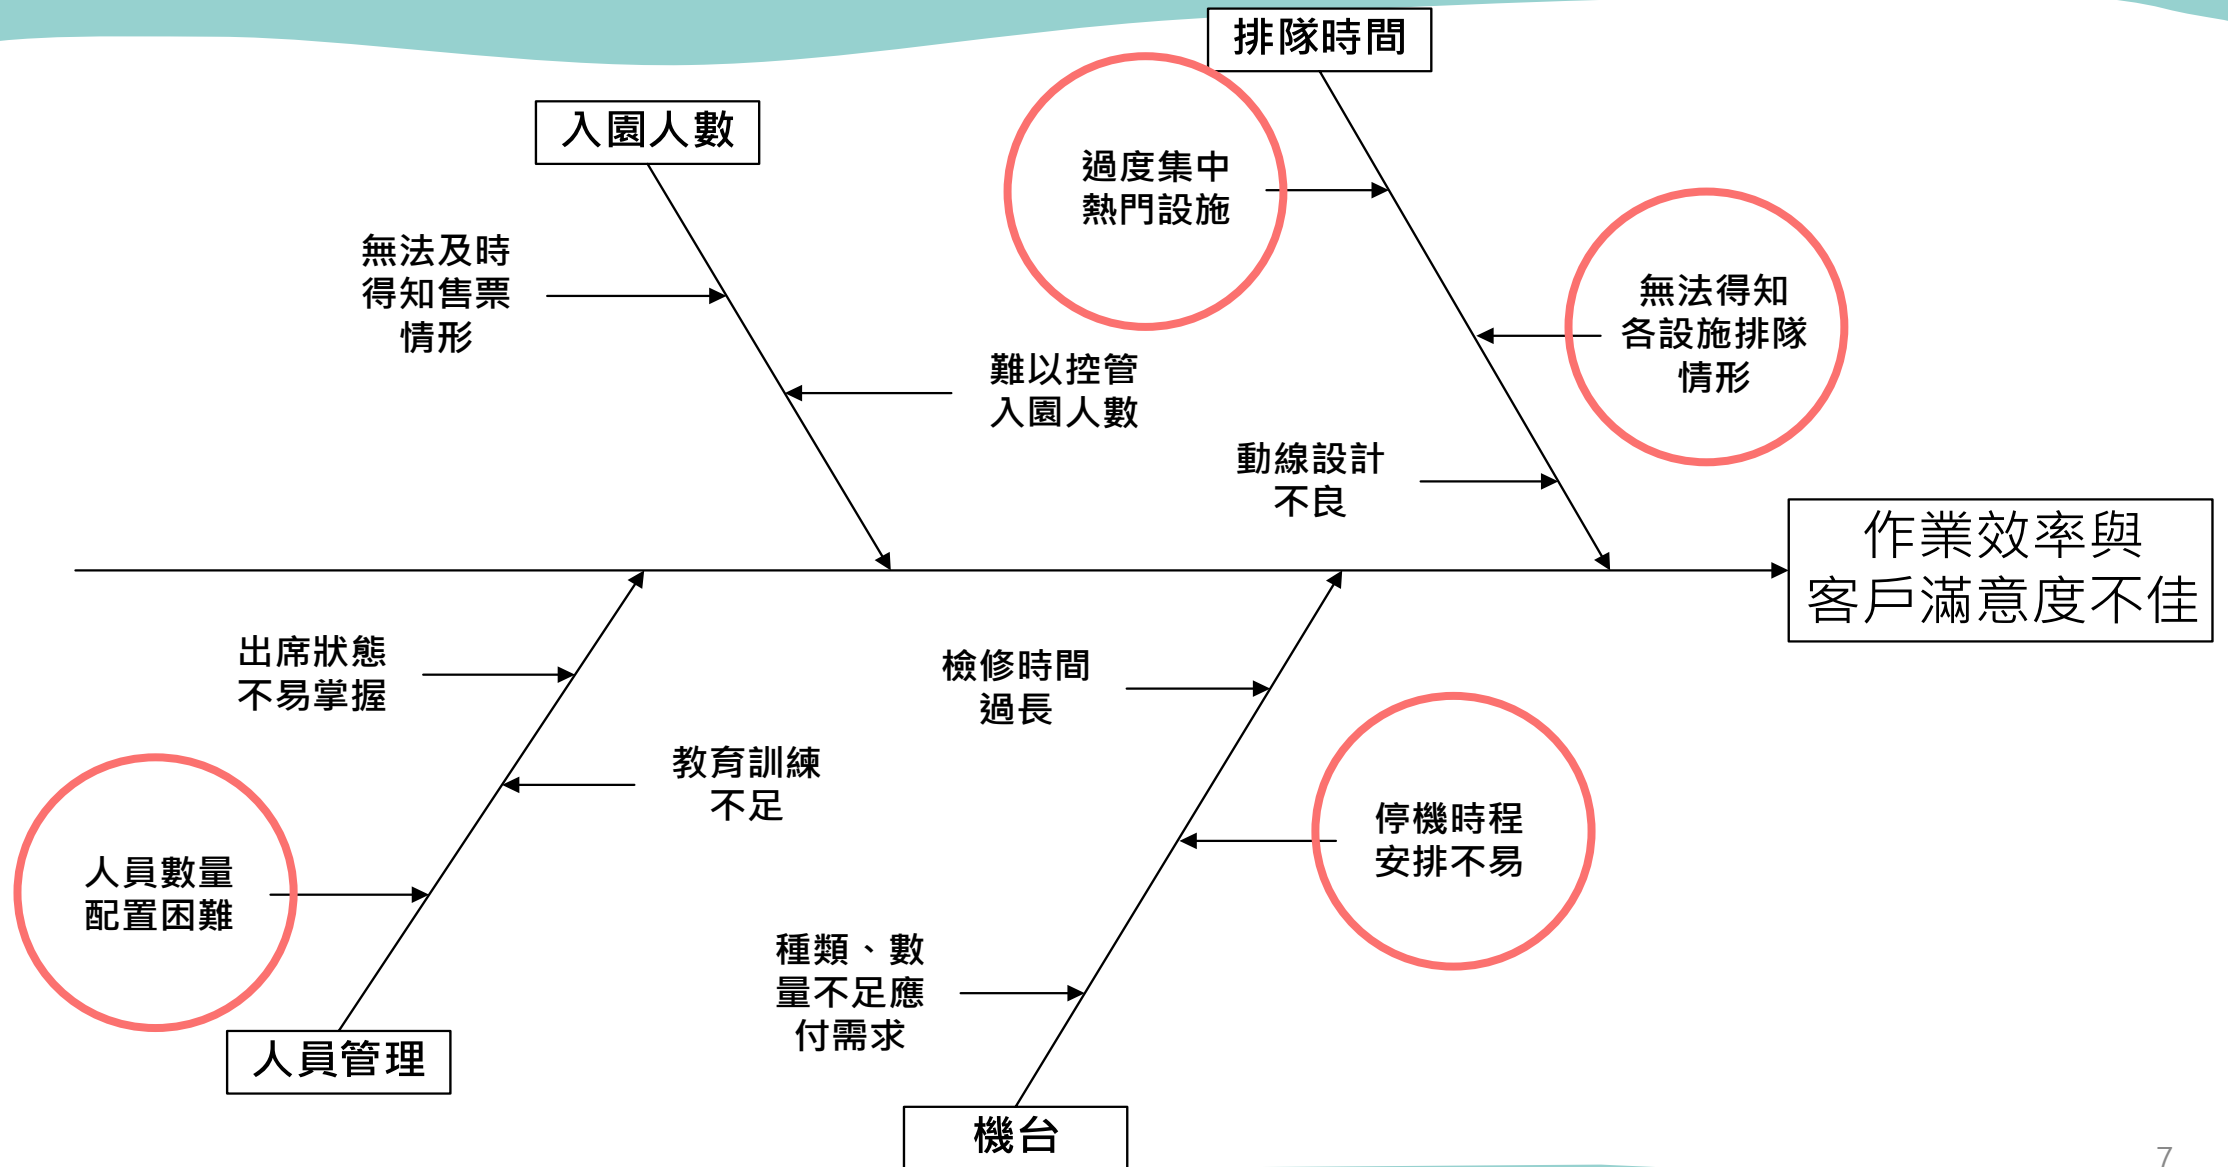 排隊時間
入園人數
過度集中
熱門設施
無法及時
得知售票
情形
無法得知
各設施排隊
情形
難以控管
入園人數
動線設計
不良
作業效率與
客戶滿意度不佳
出席狀態
不易掌握
檢修時間
過長
教育訓練
不足
停機時程
安排不易
人員數量
配置困難
種類、數
量不足應
付需求
人員管理
機台
7